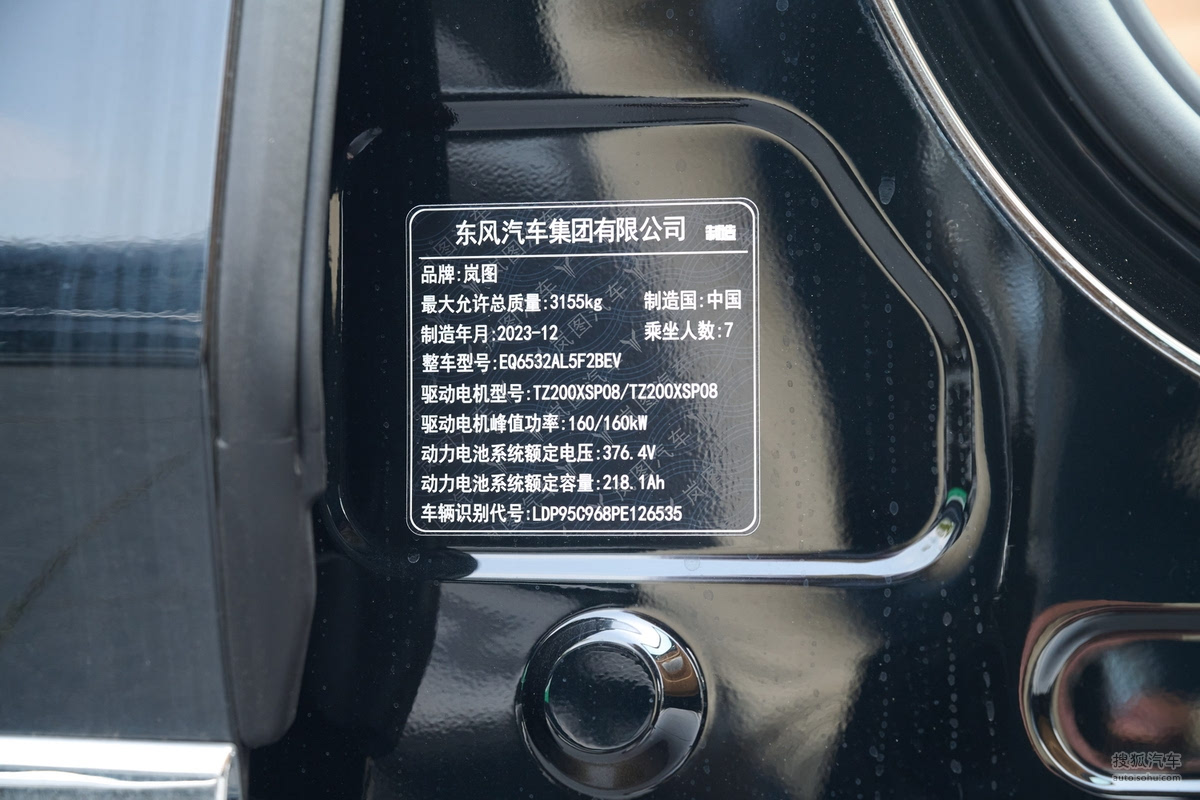 东风汽车集团有限公司 制造
品牌:岚图
最大允许总质量:3155kg 制造国:中国
制造年月:2023-12 乘坐人数:7
整车型号:EQ6532AL5F2BEV
驱动电机型号:TZ200XSP08/TZ200XSP08
驱动电机峰值功率:160/160kW
动力电池系统额定电压:376.4V
动力电池系统额定容量:218.1Ah
车辆识别代号:LDP95C968PE126535
搜狐汽车
auto.sohu.com